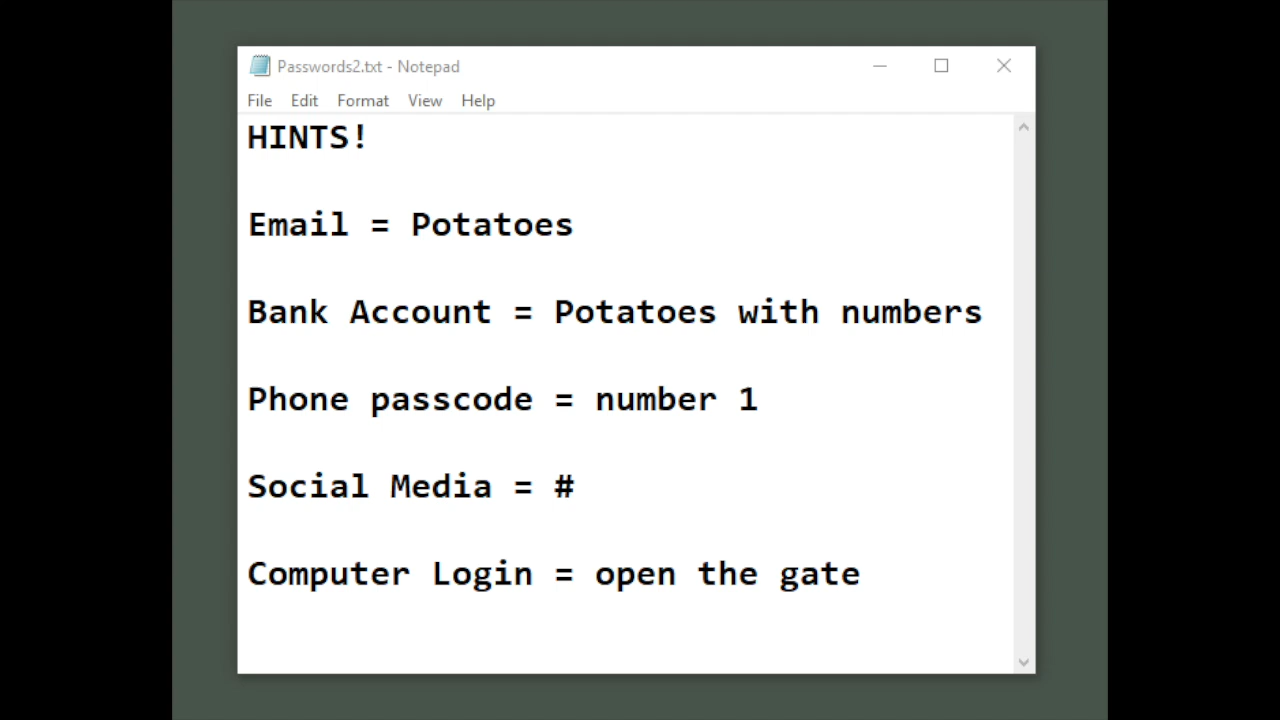 Passwords2.txt - Notepad
File Edit Format View Help
HINTS!
Email = Potatoes
Bank Account = Potatoes with numbers
Phone passcode = number 1
Social Media = #
Computer Login = open the gate